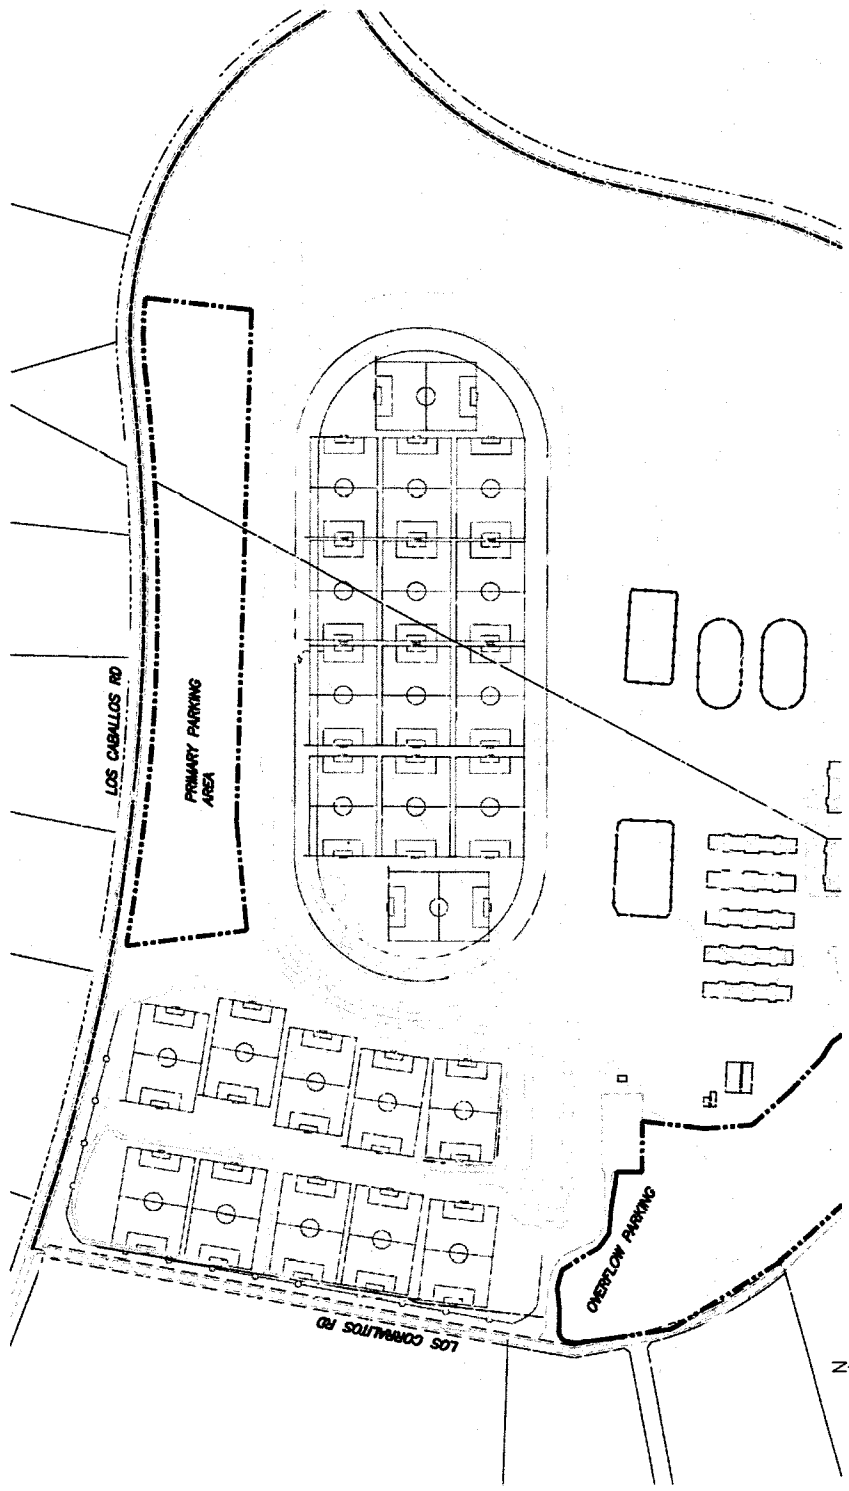 LOS CABALLOS RD
PRIMARY PARKING
AREA
OVERFLOW PARKING
LOS CORRALITOS RD
N